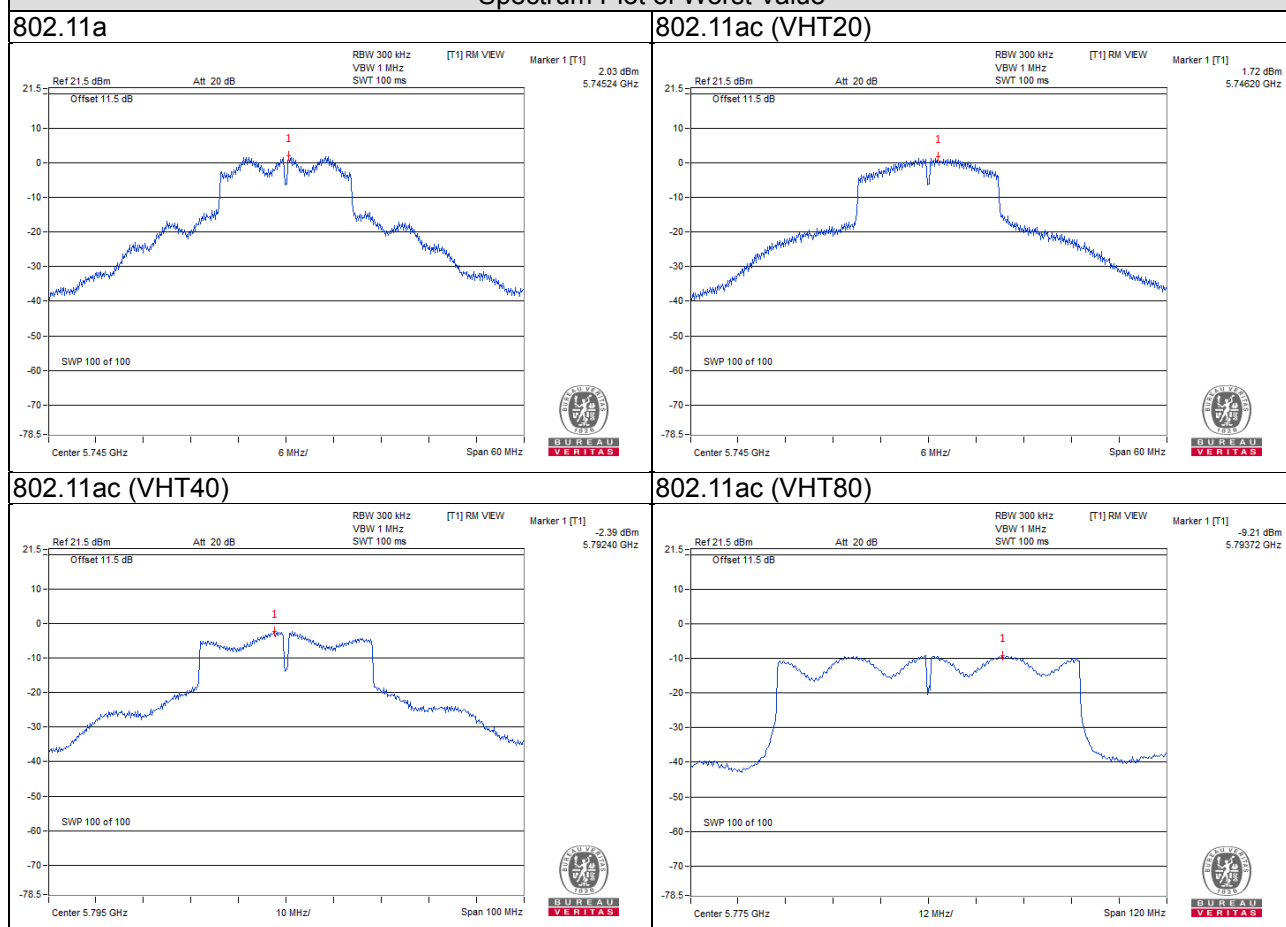 Spectrum Plot of Worst Value
802.11a
RBW 300 kHz [T1] RM VIEW
VBW 1 MHz
SWT 100 ms
Marker 1 [T1]
2.03 dBm
5.74524 GHz
Ref 21.5 dBm Att 20 dB
Offset 11.5 dB
21.5
10
0
-10
-20
-30
-40
-50
-60
-70
-78.5
1
SWP 100 of 100
Center 5.745 GHz 6 MHz/ Span 60 MHz
BUREAU VERITAS
1828
BUREAU
VERITAS
802.11ac (VHT20)
RBW 300 kHz [T1] RM VIEW
VBW 1 MHz
SWT 100 ms
Marker 1 [T1]
1.72 dBm
5.74620 GHz
Ref 21.5 dBm Att 20 dB
Offset 11.5 dB
21.5
10
0
-10
-20
-30
-40
-50
-60
-70
-78.5
1
SWP 100 of 100
Center 5.745 GHz 6 MHz/ Span 60 MHz
BUREAU VERITAS
1828
BUREAU
VERITAS
802.11ac (VHT40)
RBW 300 kHz [T1] RM VIEW
VBW 1 MHz
SWT 100 ms
Marker 1 [T1]
-2.39 dBm
5.79240 GHz
Ref 21.5 dBm Att 20 dB
Offset 11.5 dB
21.5
10
0
-10
-20
-30
-40
-50
-60
-70
-78.5
1
SWP 100 of 100
Center 5.795 GHz 10 MHz/ Span 100 MHz
BUREAU VERITAS
1828
BUREAU
VERITAS
802.11ac (VHT80)
RBW 300 kHz [T1] RM VIEW
VBW 1 MHz
SWT 100 ms
Marker 1 [T1]
-9.21 dBm
5.79372 GHz
Ref 21.5 dBm Att 20 dB
Offset 11.5 dB
21.5
10
0
-10
-20
-30
-40
-50
-60
-70
-78.5
1
SWP 100 of 100
Center 5.775 GHz 12 MHz/ Span 120 MHz
BUREAU VERITAS
1828
BUREAU
VERITAS